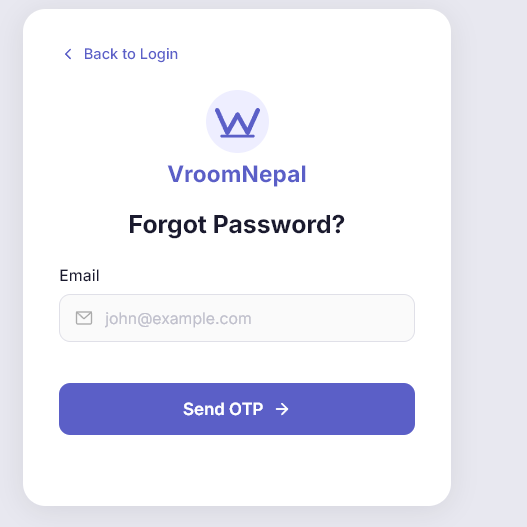 Back to Login
VroomNepal
Forgot Password?
Email
john@example.com
Send OTP